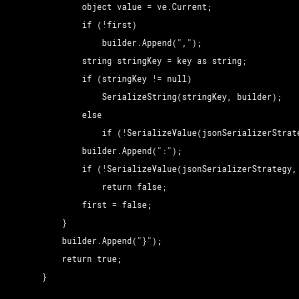 object value = ve.Current;
if (!first)
builder.Append(",");
string stringKey = key as string;
if (stringKey != null)
SerializeString(stringKey, builder);
else
if (!SerializeValue(jsonSerializerStrate
builder.Append(":");
if (!SerializeValue(jsonSerializerStrategy,
return false;
first = false;
}
builder.Append("}");
return true;
}